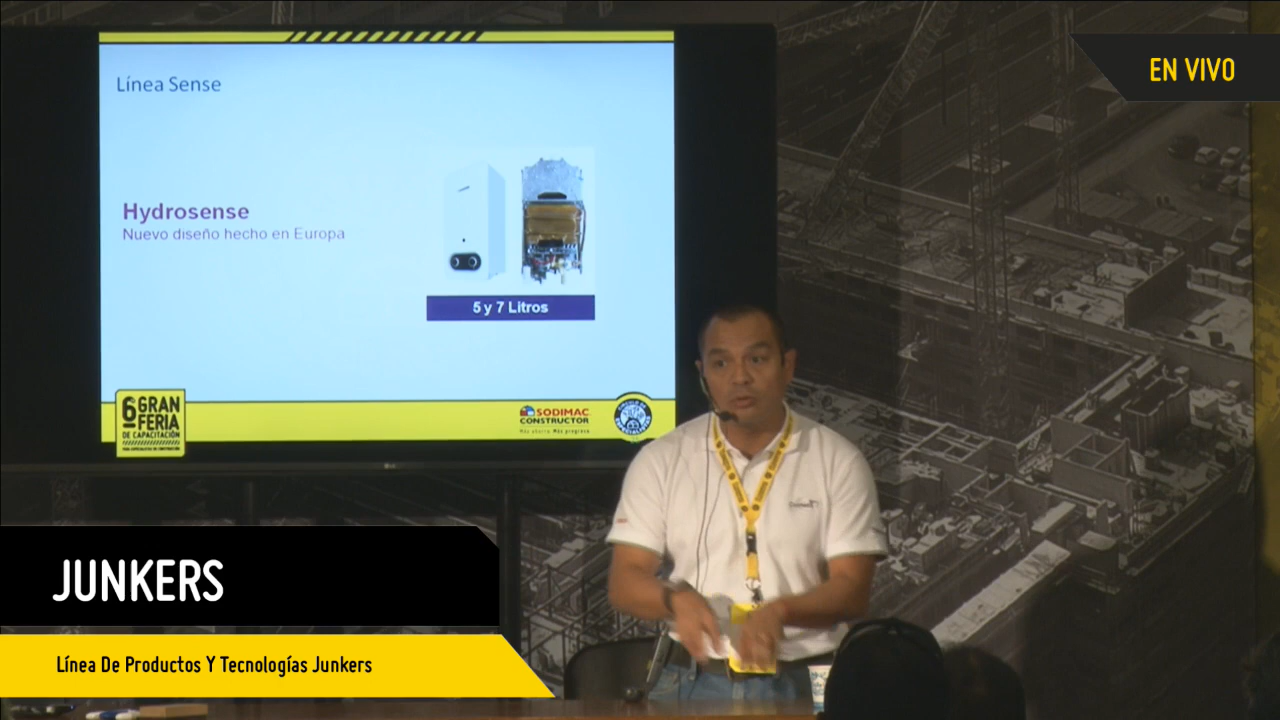 Línea Sense
EN VIVO
Hydrosense
Nuevo diseño hecho en Europa
5 y 7 Litros
6 GRAN
FERIA
DE CAPACITACIÓN
SODIMAC
CONSTRUCTOR
LG
JUNKERS
Línea De Productos Y Tecnologías Junkers